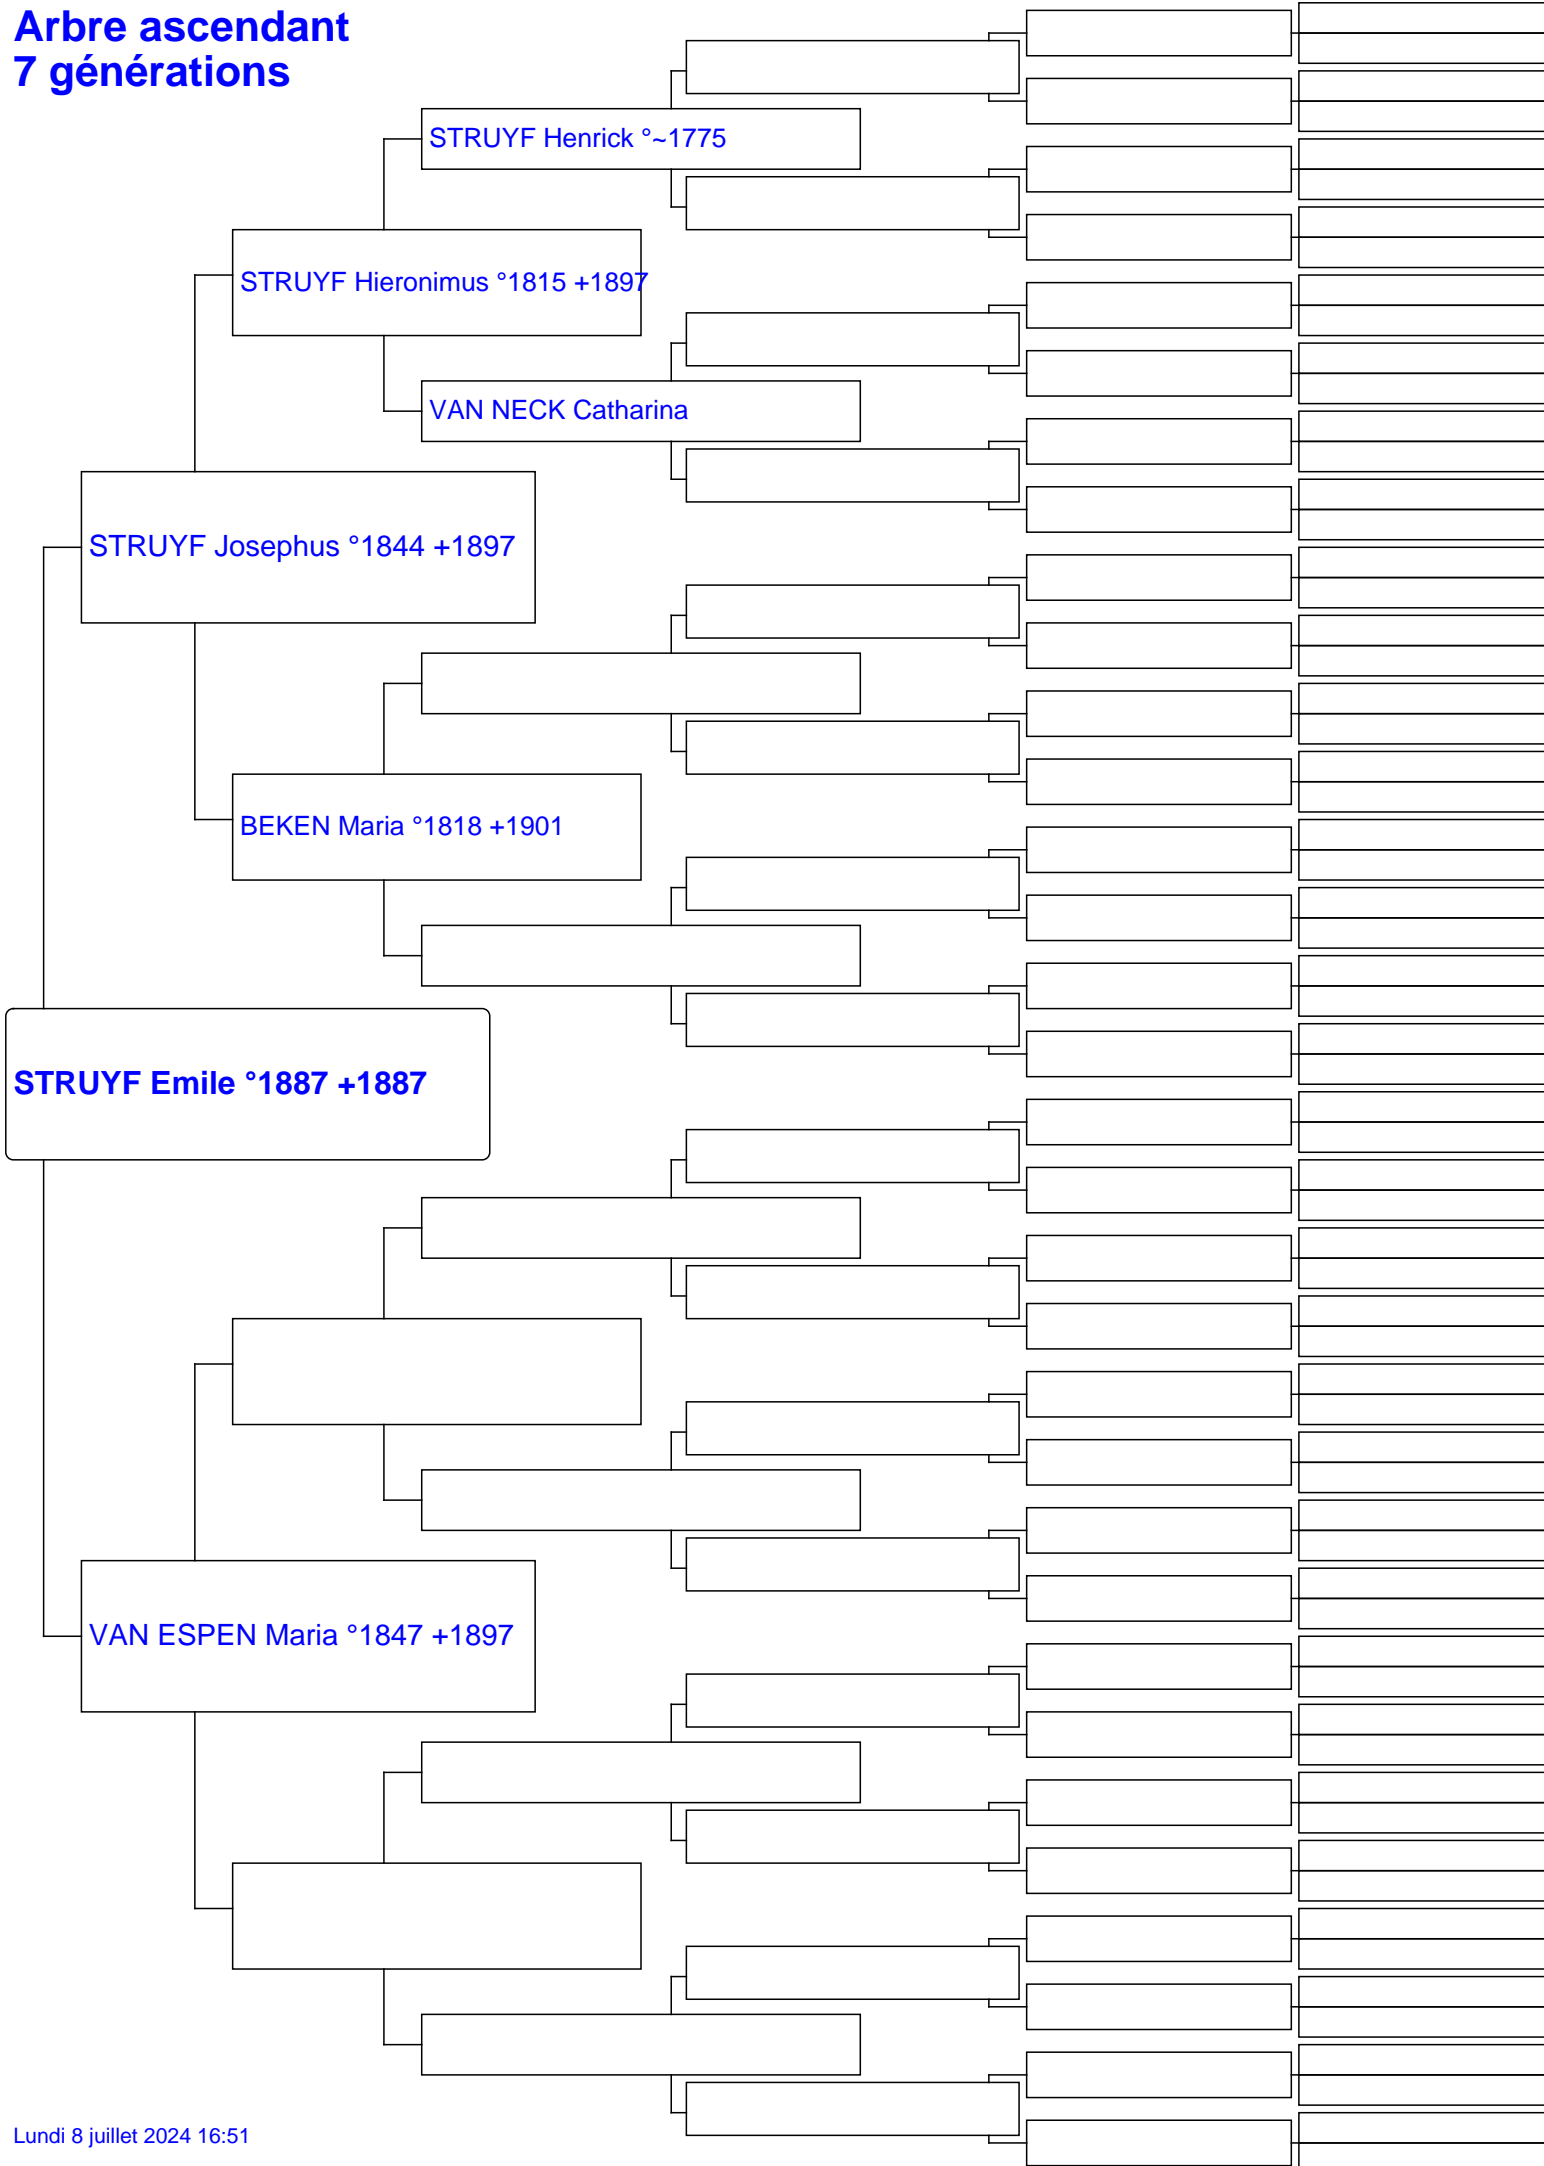 Arbre ascendant
7 générations
STRUYF Henrick °~1775
STRUYF Hieronimus °1815 +1897
VAN NECK Catharina
STRUYF Josephus °1844 +1897
BEKEN Maria °1818 +1901
STRUYF Emile °1887 +1887
VAN ESPEN Maria °1847 +1897
Lundi 8 juillet 2024 16:51